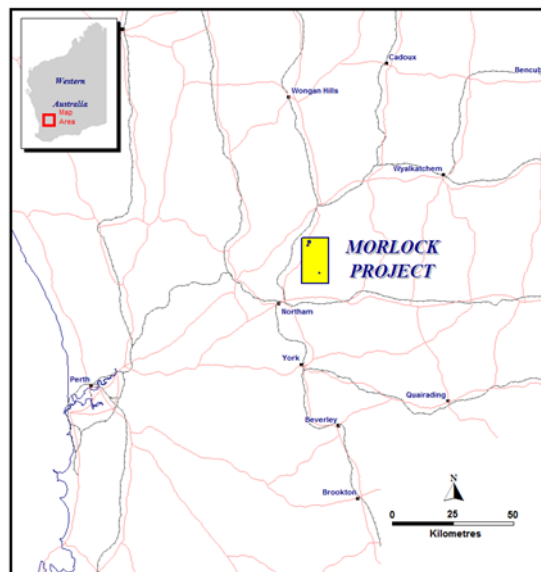 Western
Australia
Map
Area
Cadoux
Bencub
Wongan Hills
Wyalkatchem
MORLOCK
PROJECT
Northam
York
Perth
Quairading
Beverley
Brookton
N
0 25 50
Kilometres